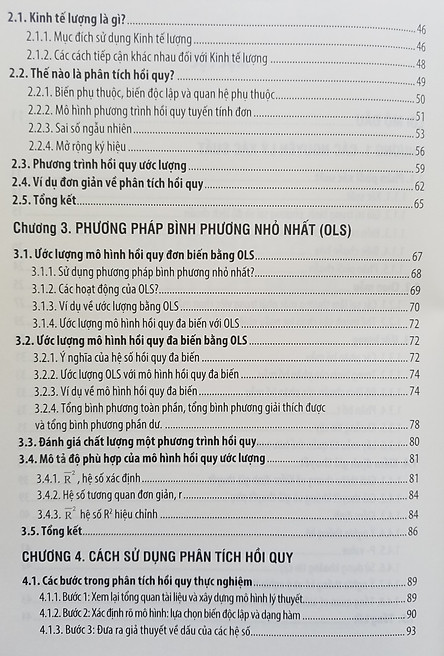 2.1. Kinh tế lượng là gì? 46
2.1.1. Mục đích sử dụng Kinh tế lượng 46
2.1.2. Các cách tiếp cận khác nhau đối với Kinh tế lượng 48
2.2. Thế nào là phân tích hồi quy? 49
2.2.1. Biến phụ thuộc, biến độc lập và quan hệ phụ thuộc 50
2.2.2. Mô hình phương trình hồi quy tuyến tính đơn 51
2.2.3. Sai số ngẫu nhiên 53
2.2.4. Mở rộng ký hiệu 56
2.3. Phương trình hồi quy ước lượng 59
2.4. Ví dụ đơn giản về phân tích hồi quy 62
2.5. Tổng kết 65
Chương 3. PHƯƠNG PHÁP BÌNH PHƯƠNG NHỎ NHẤT (OLS)
3.1. Ước lượng mô hình hồi quy đơn biến bằng OLS 67
3.1.1. Sử dụng phương pháp bình phương nhỏ nhất? 68
3.1.2. Các hoạt động của OLS? 69
3.1.3. Ví dụ về ước lượng bằng OLS 70
3.1.4. Ước lượng mô hình hồi quy đa biến với OLS 72
3.2. Ước lượng mô hình hồi quy đa biến bằng OLS 72
3.2.1. Ý nghĩa của hệ số hồi quy đa biến 72
3.2.2. Ước lượng OLS với mô hình hồi quy đa biến 74
3.2.3. Ví dụ về mô hình hồi quy đa biến 74
3.2.4. Tổng bình phương toàn phần, tổng bình phương giải thích được
và tổng bình phương phần dư. 78
3.3. Đánh giá chất lượng một phương trình hồi quy 80
3.4. Mô tả độ phù hợp của mô hình hồi quy ước lượng 81
3.4.1. R̅², hệ số xác định 81
3.4.2. Hệ số tương quan đơn giản, r 84
3.4.3. R̅² hệ số R² hiệu chỉnh 84
3.5. Tổng kết 86
CHƯƠNG 4. CÁCH SỬ DỤNG PHÂN TÍCH HỒI QUY
4.1. Các bước trong phân tích hồi quy thực nghiệm 89
4.1.1. Bước 1: Xem lại tổng quan tài liệu và xây dựng mô hình lý thuyết 89
4.1.2. Bước 2: Xác định rõ mô hình: lựa chọn biến độc lập và dạng hàm 90
4.1.3. Bước 3: Đưa ra giả thuyết về dấu của các hệ số 93